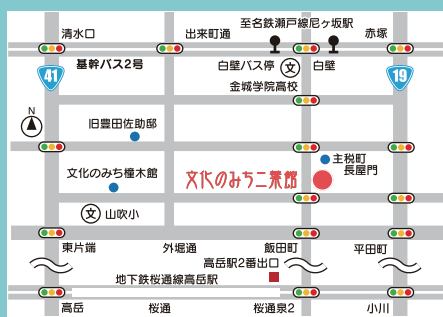 至名鉄瀬戸線尼ヶ坂駅
清水口
出来町通
赤塚
基幹バス2号
白壁バス停
文
白壁
41
19
金城学院高校
N
旧豊田佐助邸
主税町
長屋門
文化のみち橦木館
文化のみち二葉館
文
山吹小
東片端
外堀通
飯田町
平田町
高岳駅2番出口
地下鉄桜通線高岳駅
高岳
桜通
桜通泉2
小川